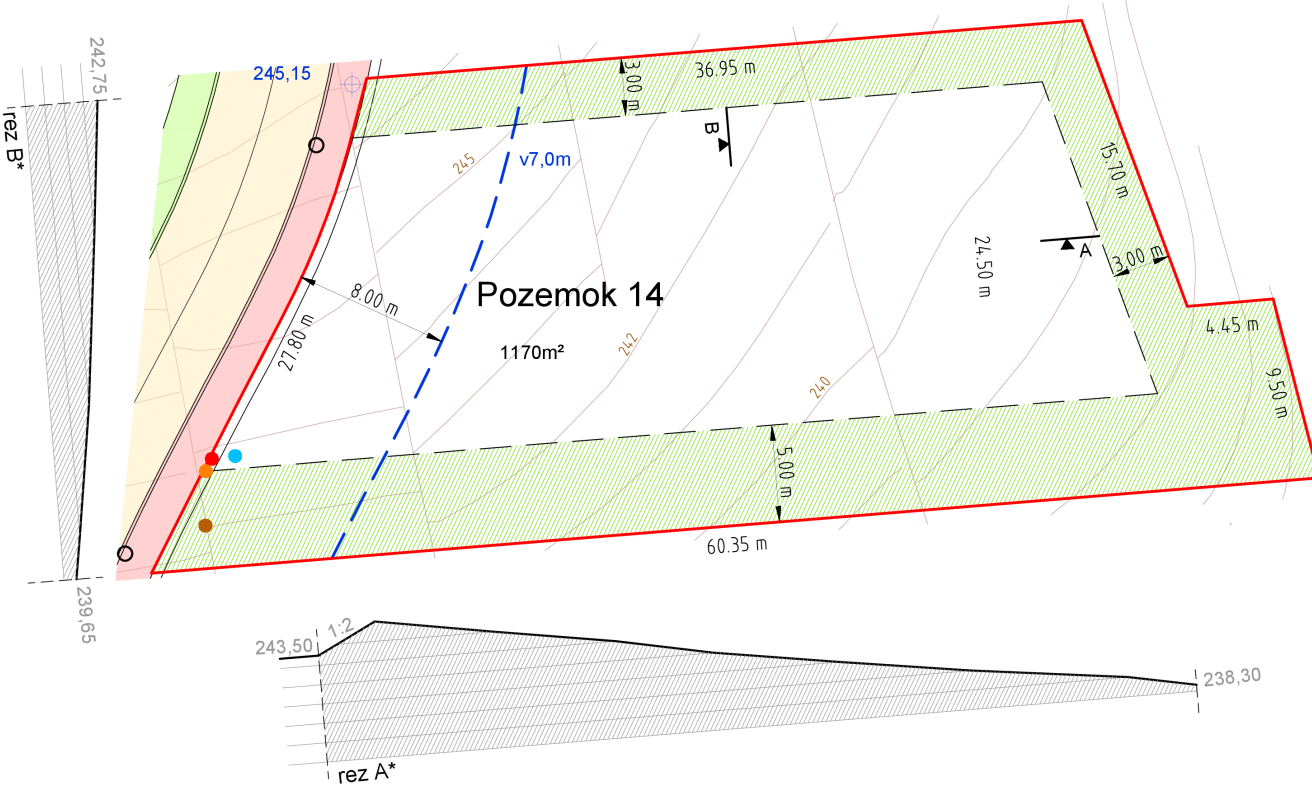 242,75
rez B*
239,65
245,15
3.00 m
36.95 m
245
v7,0m
B
15.70 m
A
3,00 m
24.50 m
8.00 m
Pozemok 14
1170m²
27.80 m
242
240
4.45 m
9.50 m
5.00 m
60.35 m
243,50
1:2
238,30
rez A*